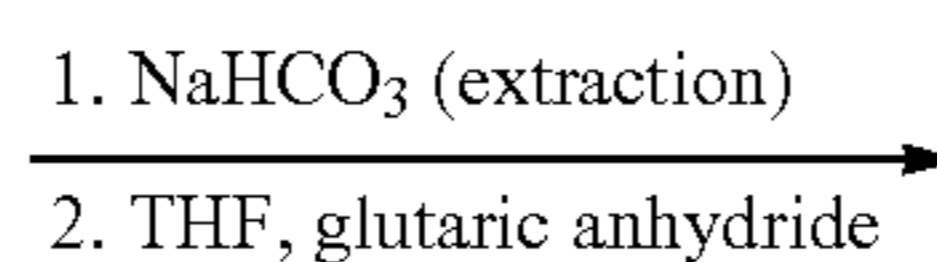 1. NaHCO₃ (extraction)
2. THF, glutaric anhydride